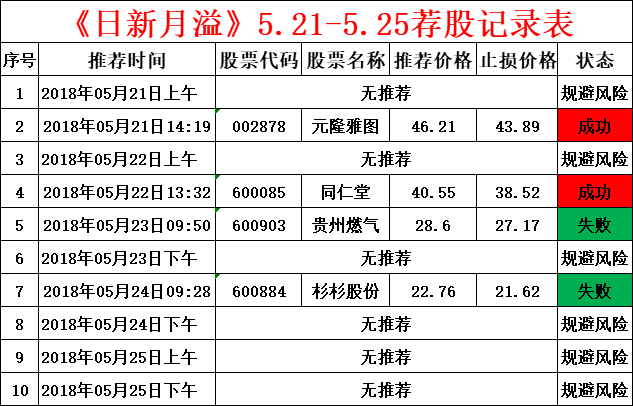 《日新月溢》5.21-5.25荐股记录表
序号 推荐时间 股票代码 股票名称 推荐价格 止损价格 状态
1 2018年05月21日上午 无推荐 规避风险
2 2018年05月21日14:19 002878 元隆雅图 46.21 43.89 成功
3 2018年05月22日上午 无推荐 规避风险
4 2018年05月22日13:32 600085 同仁堂 40.55 38.52 成功
5 2018年05月23日09:50 600903 贵州燃气 28.6 27.17 失败
6 2018年05月23日下午 无推荐 规避风险
7 2018年05月24日09:28 600884 杉杉股份 22.76 21.62 失败
8 2018年05月24日下午 无推荐 规避风险
9 2018年05月25日上午 无推荐 规避风险
10 2018年05月25日下午 无推荐 规避风险